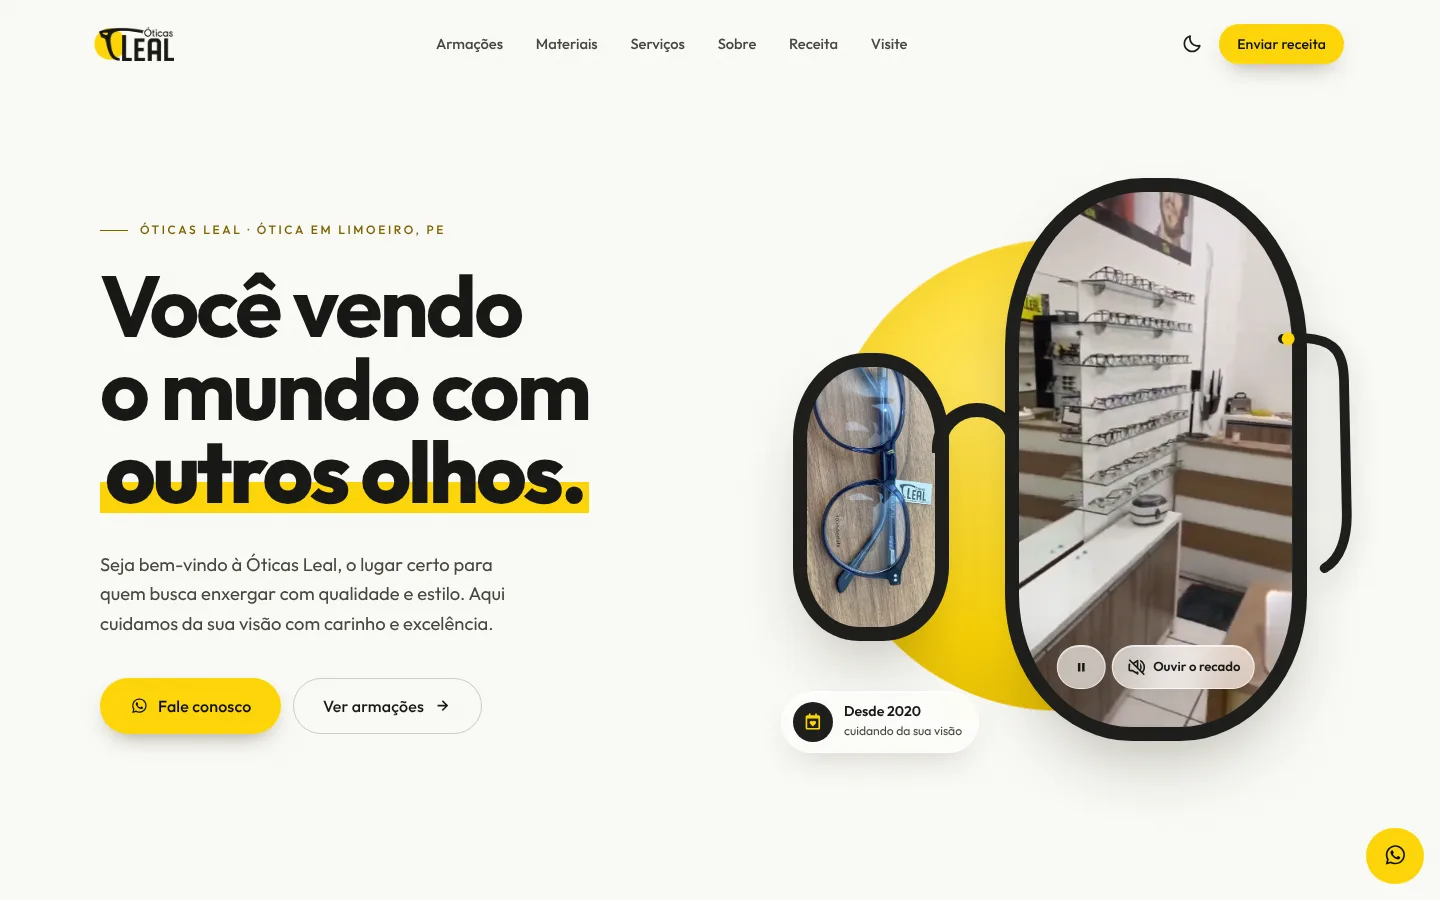 Óticas
LEAL
Armações
Materiais
Serviços
Sobre
Receita
Visite
Enviar receita
ÓTICAS LEAL · ÓTICA EM LIMOEIRO, PE
Você vendo
o mundo com
outros olhos.
Seja bem-vindo à Óticas Leal, o lugar certo para
quem busca enxergar com qualidade e estilo. Aqui
cuidamos da sua visão com carinho e excelência.
Fale conosco
Ver armações
LEAL
LEAL
Ouvir o recado
Desde 2020
cuidando da sua visão